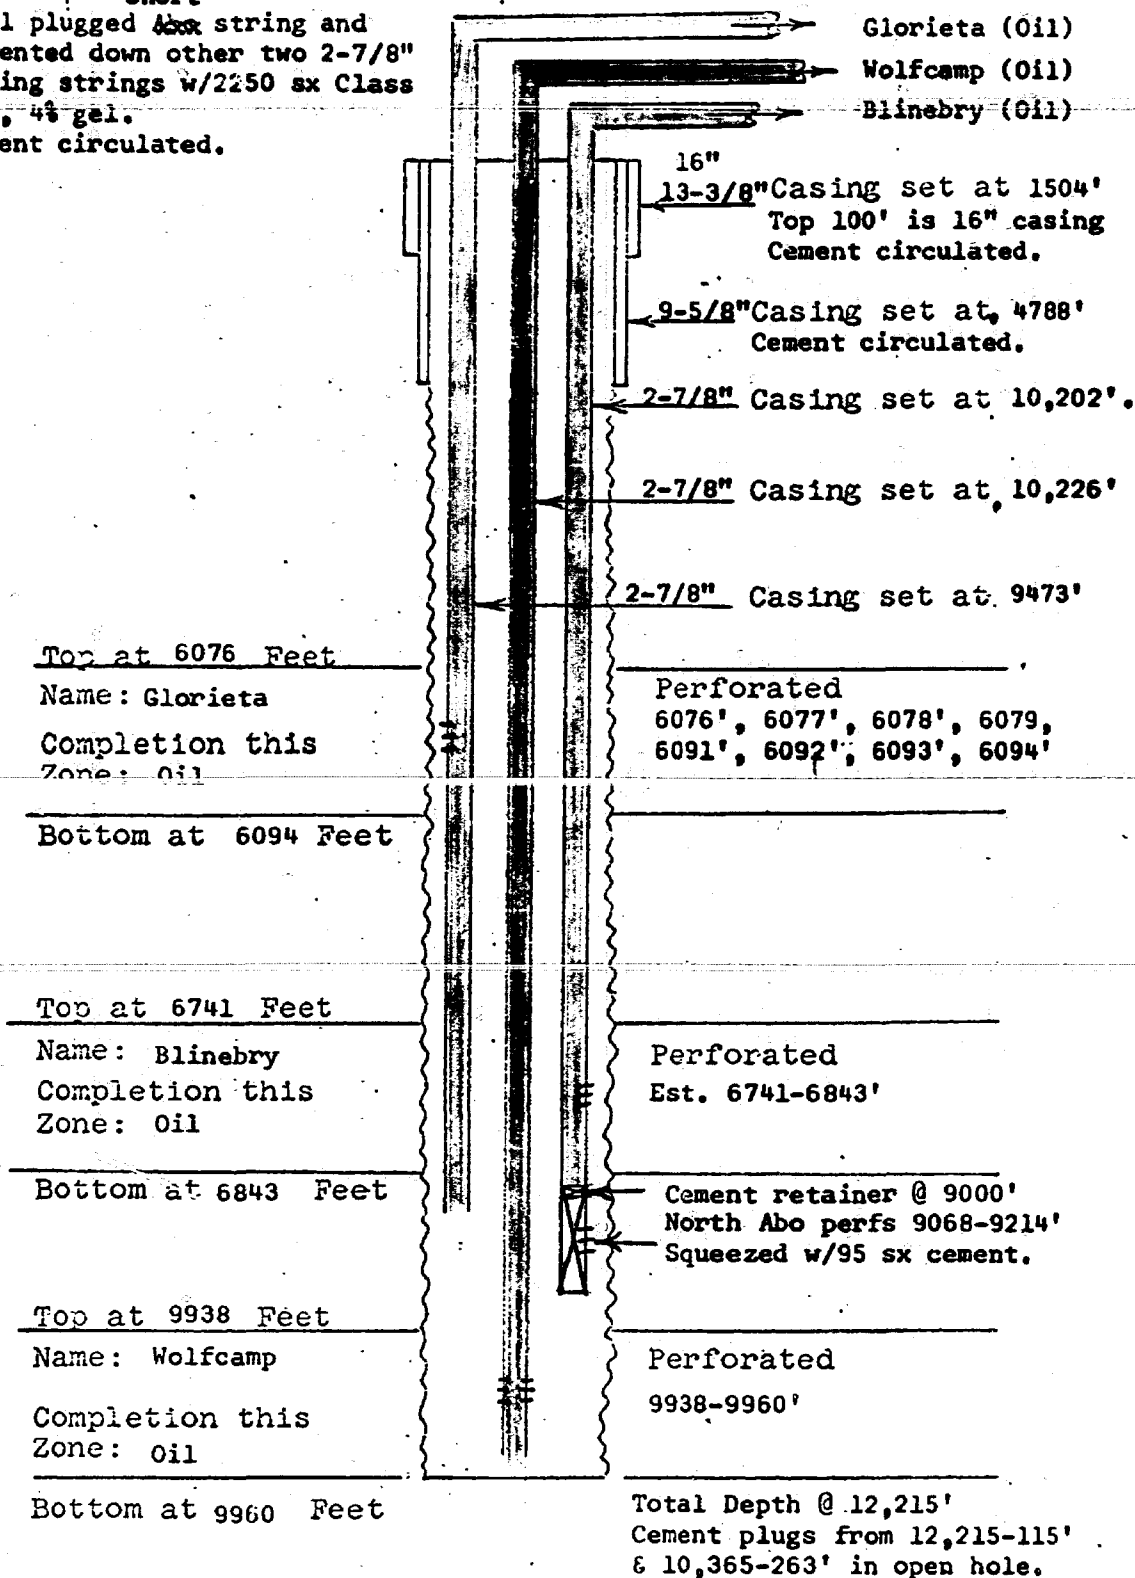 Short
l plugged string and
ented down other two 2-7/8"
ing strings w/2250 sx Class
, 4% gel.
ent circulated.
Glorieta (Oil)
Wolfcamp (Oil)
Blinebry (Oil)
16"
13-3/8" Casing set at 1504'
Top 100' is 16" casing
Cement circulated.
9-5/8" Casing set at 4788'
Cement circulated.
2-7/8" Casing set at 10,202'.
2-7/8" Casing set at 10,226'
2-7/8" Casing set at 9473'
Top at 6076 Feet
Name: Glorieta
Completion this
Zone: Oil
Bottom at 6094 Feet
Perforated
6076', 6077', 6078', 6079,
6091', 6092', 6093', 6094'
Top at 6741 Feet
Name: Blinebry
Completion this
Zone: Oil
Bottom at 6843 Feet
Perforated
Est. 6741-6843'
Cement retainer @ 9000'
North Abo perfs 9068-9214'
Squeezed w/95 sx cement.
Top at 9938 Feet
Name: Wolfcamp
Completion this
Zone: Oil
Bottom at 9960 Feet
Perforated
9938-9960'
Total Depth @ 12,215'
Cement plugs from 12,215-115'
& 10,365-263' in open hole.